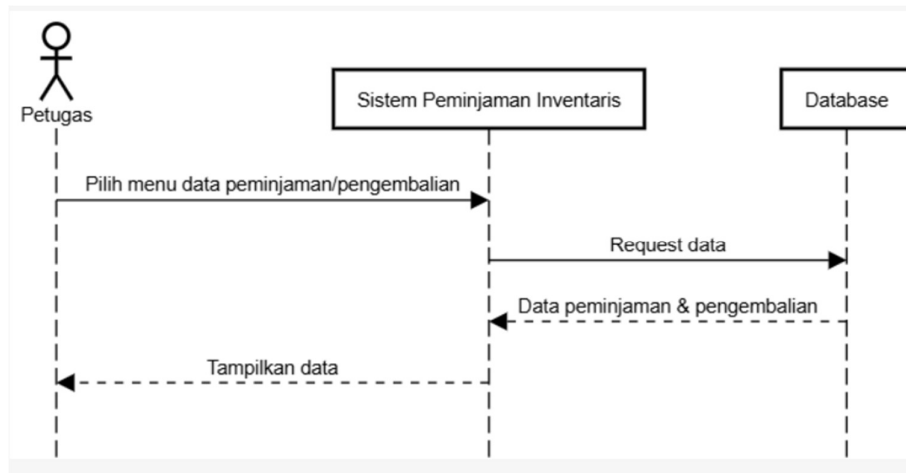 Petugas
Sistem Peminjaman Inventaris
Database
Pilih menu data peminjaman/pengembalian
Request data
Data peminjaman & pengembalian
Tampilkan data